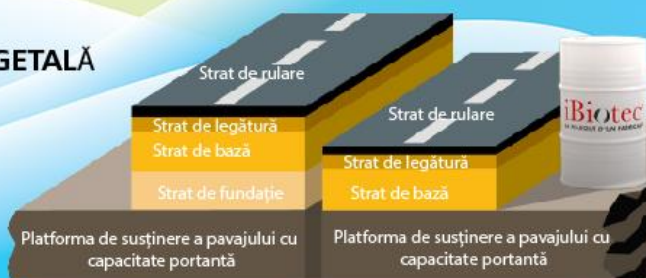 GETALĂ
Strat de rulare
Strat de legătură
Strat de bază
Strat de fundație
Platforma de susținere a pavajului cu
capacitate portantă
Strat de rulare
Strat de legătură
Strat de bază
Platforma de susținere a pavajului cu
capacitate portantă
iBiotec